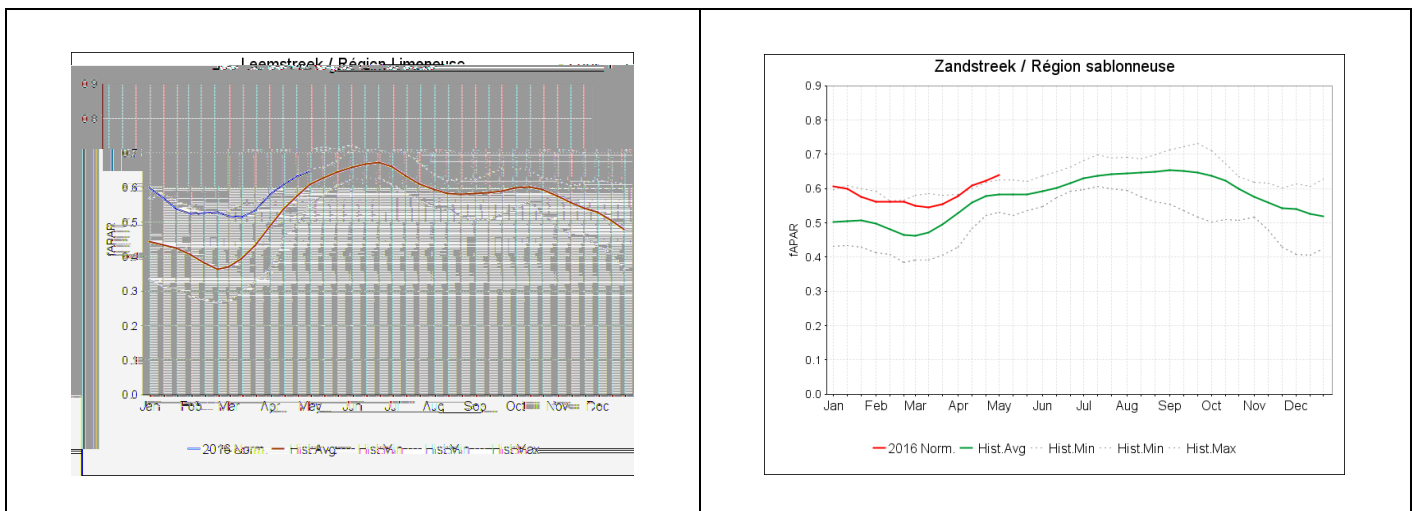 Leemstreek / Région Limoneuse
0.9
0.8
0.7
0.6
0.5
0.4
0.3
0.2
0.1
0.0
fAPAR
Jan Feb Mar Apr May Jun Jul Aug Sep Oct Nov Dec
2016 Norm. Hist.Avg Hist.Min Hist.Min Hist.Max
Zandstreek / Région sablonneuse
0.9
0.8
0.7
0.6
0.5
0.4
0.3
0.2
0.1
0.0
fAPAR
Jan Feb Mar Apr May Jun Jul Aug Sep Oct Nov Dec
2016 Norm. Hist.Avg Hist.Min Hist.Min Hist.Max